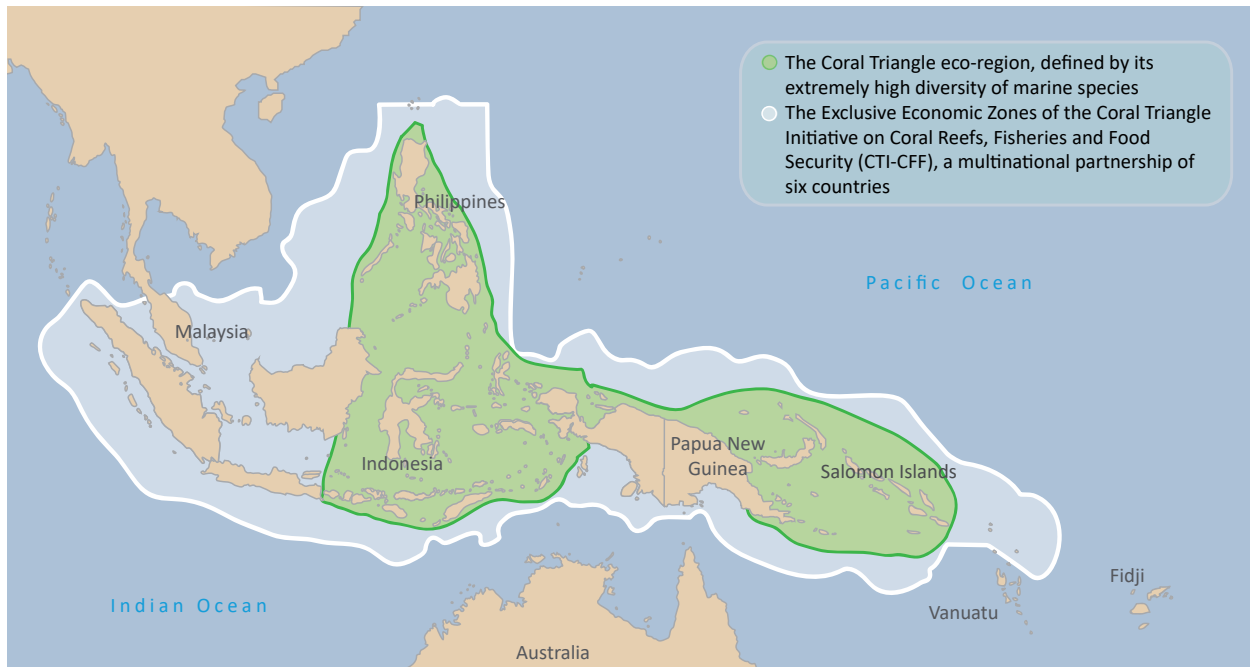 The Coral Triangle eco-region, defined by its
extremely high diversity of marine species
The Exclusive Economic Zones of the Coral Triangle
Initiative on Coral Reefs, Fisheries and Food
Security (CTI-CFF), a multinational partnership of
six countries
Philippines
Pacific Ocean
Malaysia
Papua New
Guinea
Indonesia
Salomon Islands
Fidji
Indian Ocean
Vanuatu
Australia